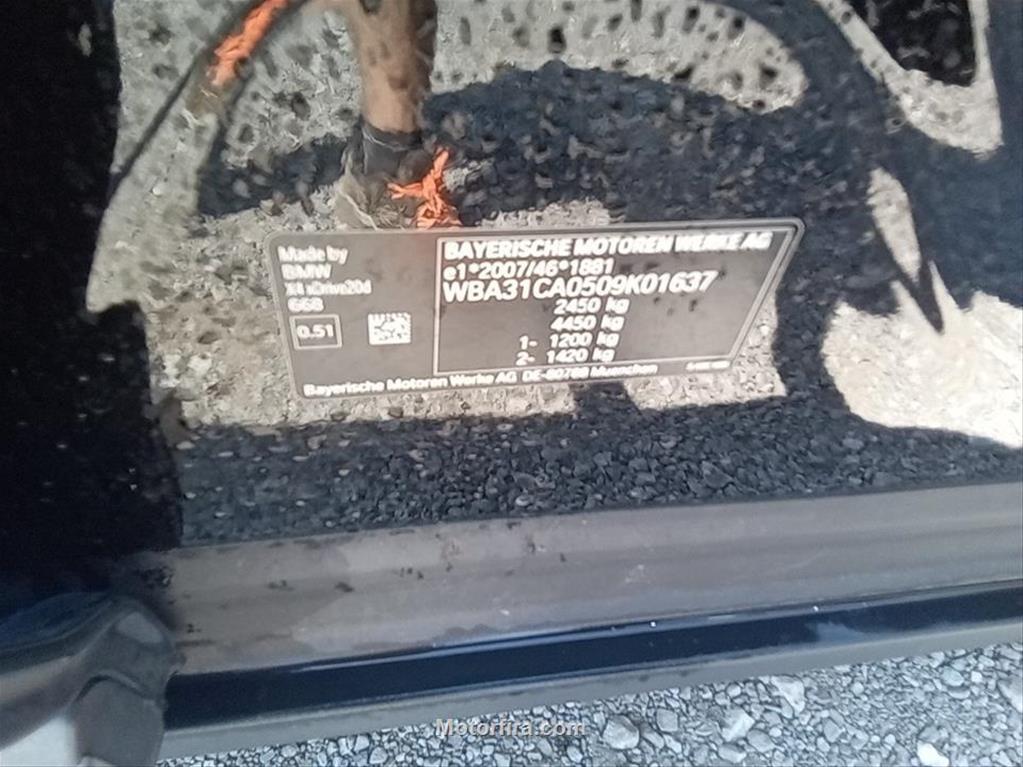 Made by
BMW
X4 xDrive20d
668
0.51
BAYERISCHE MOTOREN WERKE AG
e1*2007/46*1881
WBA31CA0509K01637
2450 kg
4450 kg
1- 1200 kg
2- 1420 kg
Bayerische Motoren Werke AG DE-80788 Muenchen
Motorfira.com